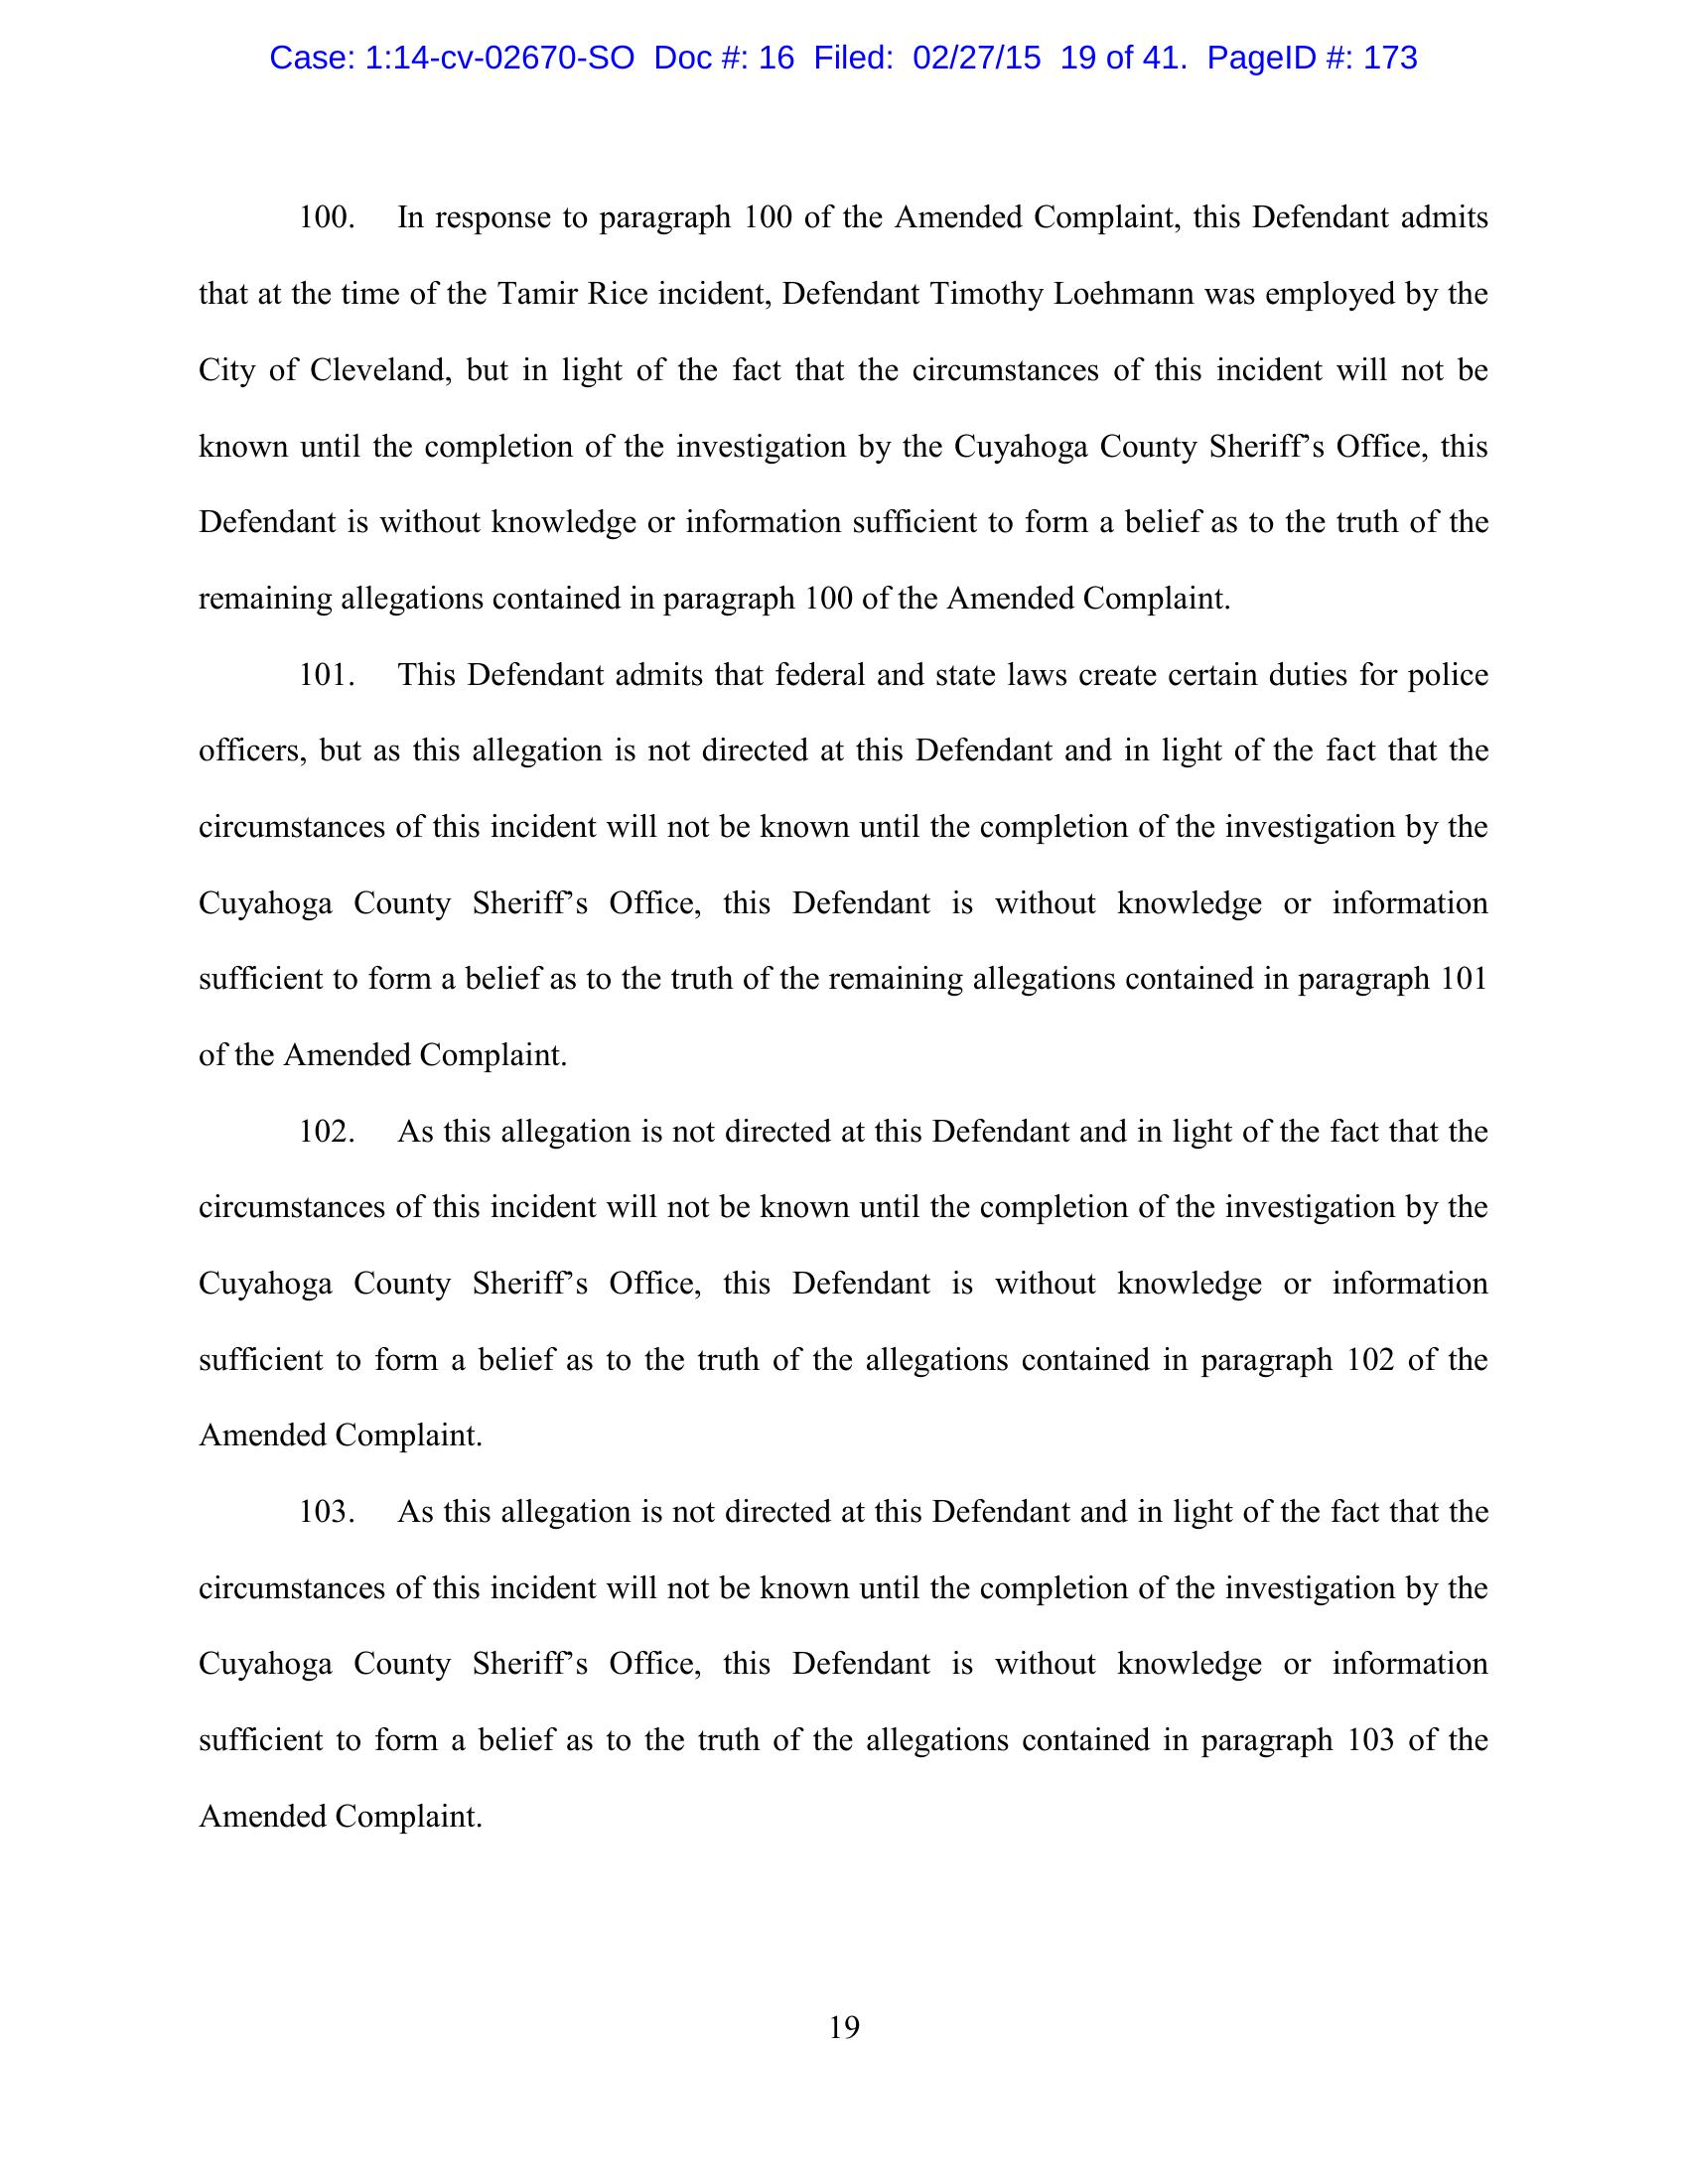 Case: 1:14-cv-02670-SO Doc #: 16 Filed: 02/27/15 19 of 41. PageID #: 173
100. In response to paragraph 100 of the Amended Complaint, this Defendant admits
that at the time of the Tamir Rice incident, Defendant Timothy Loehmann was employed by the
City of Cleveland, but in light of the fact that the circumstances of this incident will not be
known until the completion of the investigation by the Cuyahoga County Sheriff’s Office, this
Defendant is without knowledge or information sufficient to form a belief as to the truth of the
remaining allegations contained in paragraph 100 of the Amended Complaint.
101. This Defendant admits that federal and state laws create certain duties for police
officers, but as this allegation is not directed at this Defendant and in light of the fact that the
circumstances of this incident will not be known until the completion of the investigation by the
Cuyahoga County Sheriff’s Office, this Defendant is without knowledge or information
sufficient to form a belief as to the truth of the remaining allegations contained in paragraph 101
of the Amended Complaint.
102. As this allegation is not directed at this Defendant and in light of the fact that the
circumstances of this incident will not be known until the completion of the investigation by the
Cuyahoga County Sheriff’s Office, this Defendant is without knowledge or information
sufficient to form a belief as to the truth of the allegations contained in paragraph 102 of the
Amended Complaint.
103. As this allegation is not directed at this Defendant and in light of the fact that the
circumstances of this incident will not be known until the completion of the investigation by the
Cuyahoga County Sheriff’s Office, this Defendant is without knowledge or information
sufficient to form a belief as to the truth of the allegations contained in paragraph 103 of the
Amended Complaint.
19